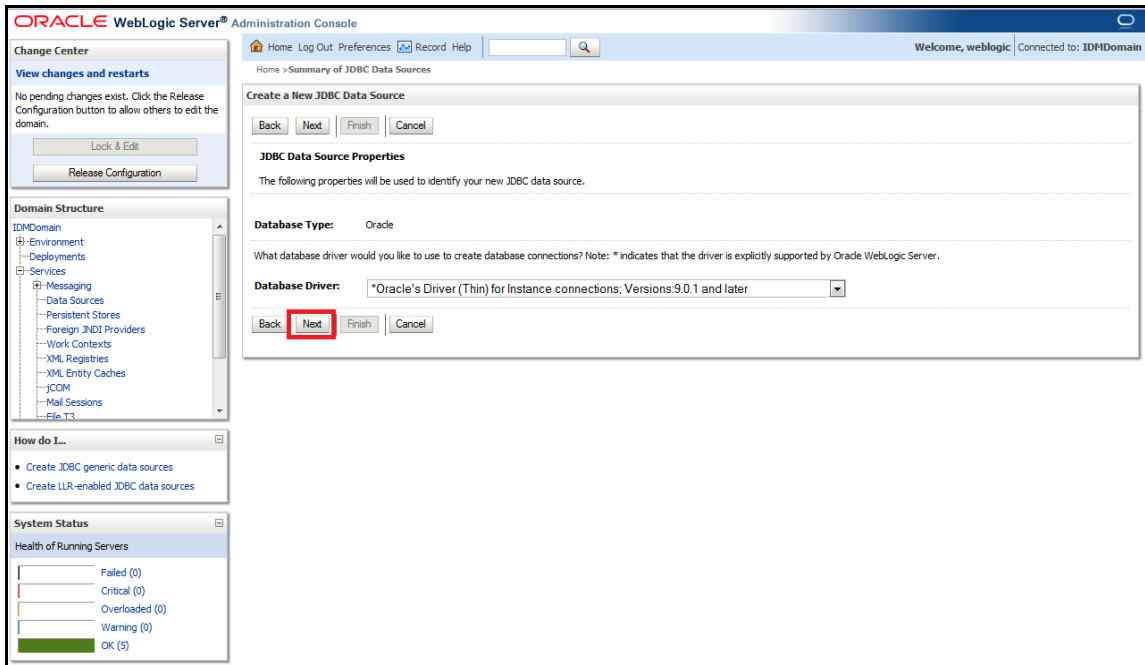 ORACLE WebLogic Server® Administration Console
Change Center
View changes and restarts
No pending changes exist. Click the Release
Configuration button to allow others to edit the
domain.
Lock & Edit
Release Configuration
Domain Structure
IDMDomain
Environment
Deployments
Services
Messaging
Data Sources
Persistent Stores
Foreign JNDI Providers
Work Contexts
XML Registries
XML Entity Caches
jCOM
Mail Sessions
File T3
How do I...
Create JDBC generic data sources
Create LLR-enabled JDBC data sources
System Status
Health of Running Servers
Failed (0)
Critical (0)
Overloaded (0)
Warning (0)
OK (5)
Home Log Out Preferences Record Help
Welcome, weblogic Connected to: IDMDomain
Home >Summary of JDBC Data Sources
Create a New JDBC Data Source
Back Next Finish Cancel
JDBC Data Source Properties
The following properties will be used to identify your new JDBC data source.
Database Type: Oracle
What database driver would you like to use to create database connections? Note: * indicates that the driver is explicitly supported by Oracle WebLogic Server.
Database Driver: *Oracle's Driver (Thin) for Instance connections; Versions:9.0.1 and later
Back Next Finish Cancel